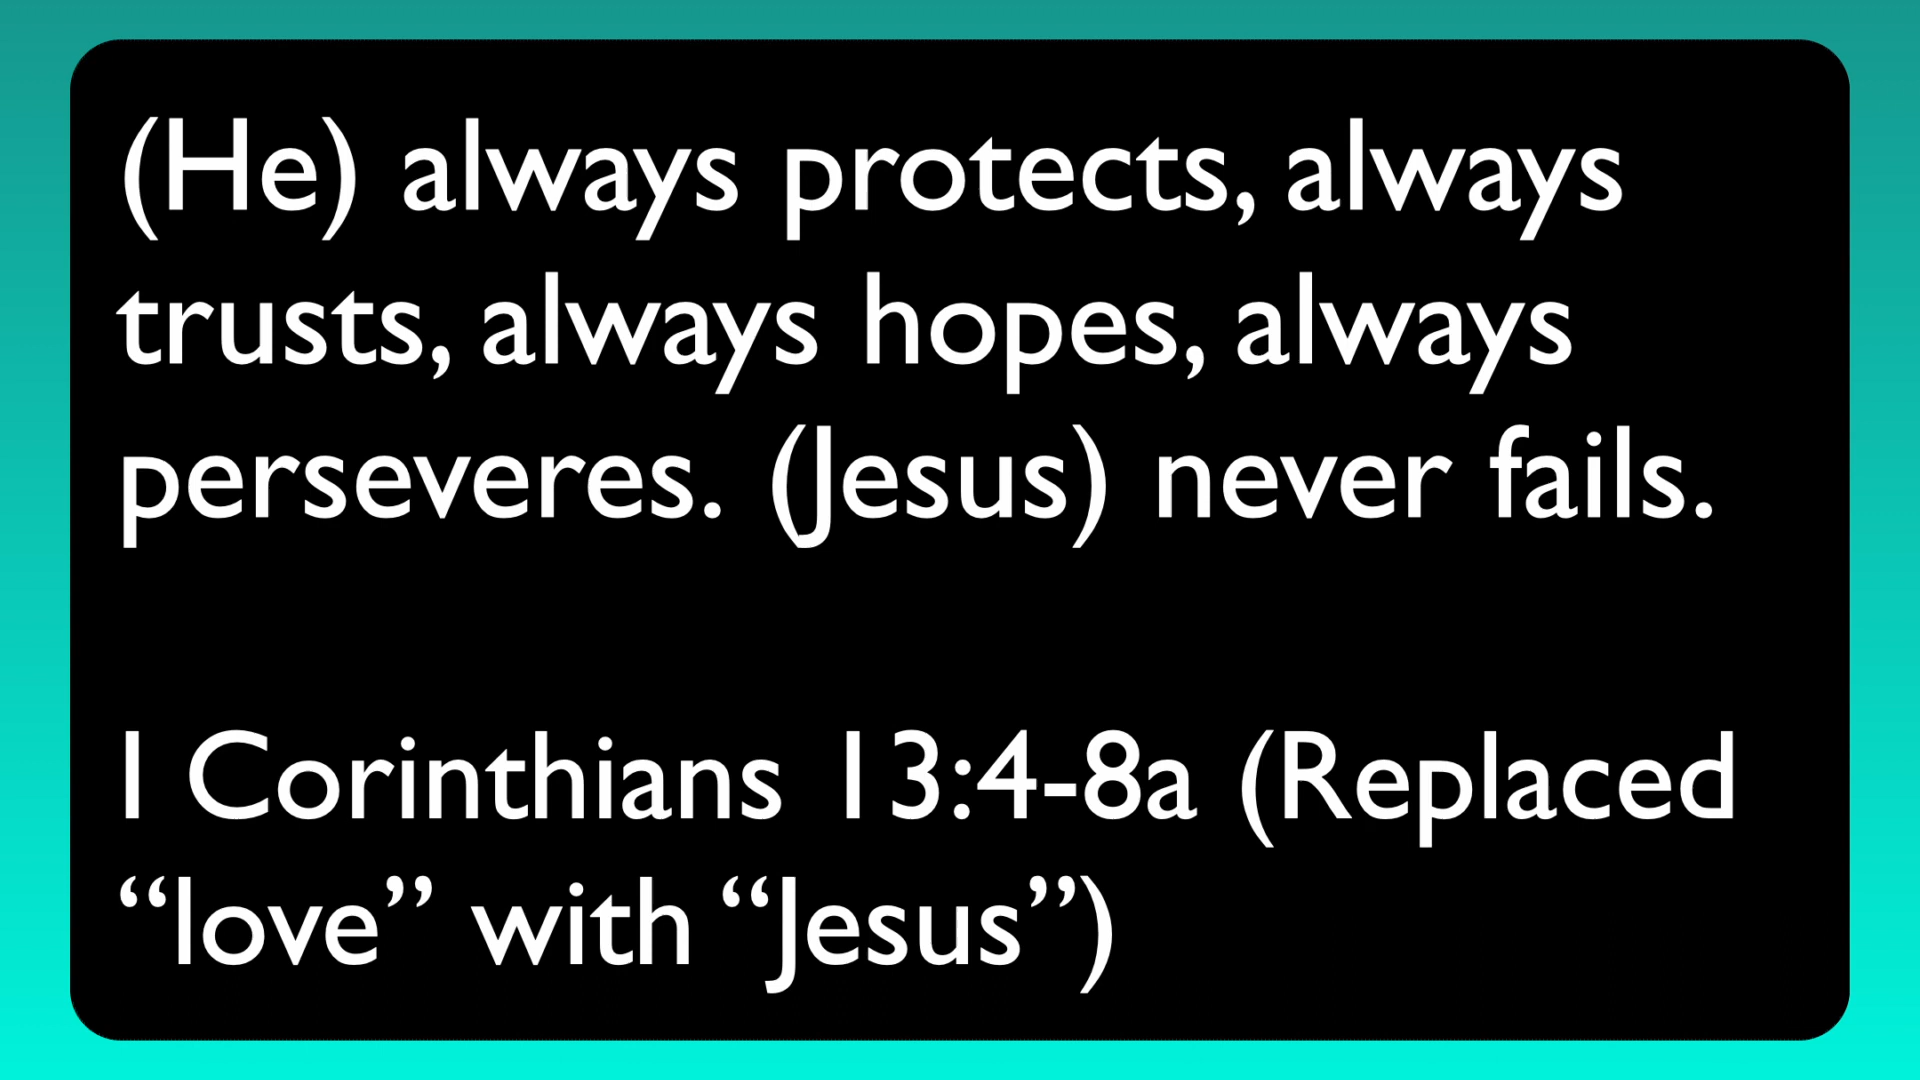 (He) always protects, always
trusts, always hopes, always
perseveres. (Jesus) never fails.
1 Corinthians 13:4-8a (Replaced
“love” with “Jesus”)